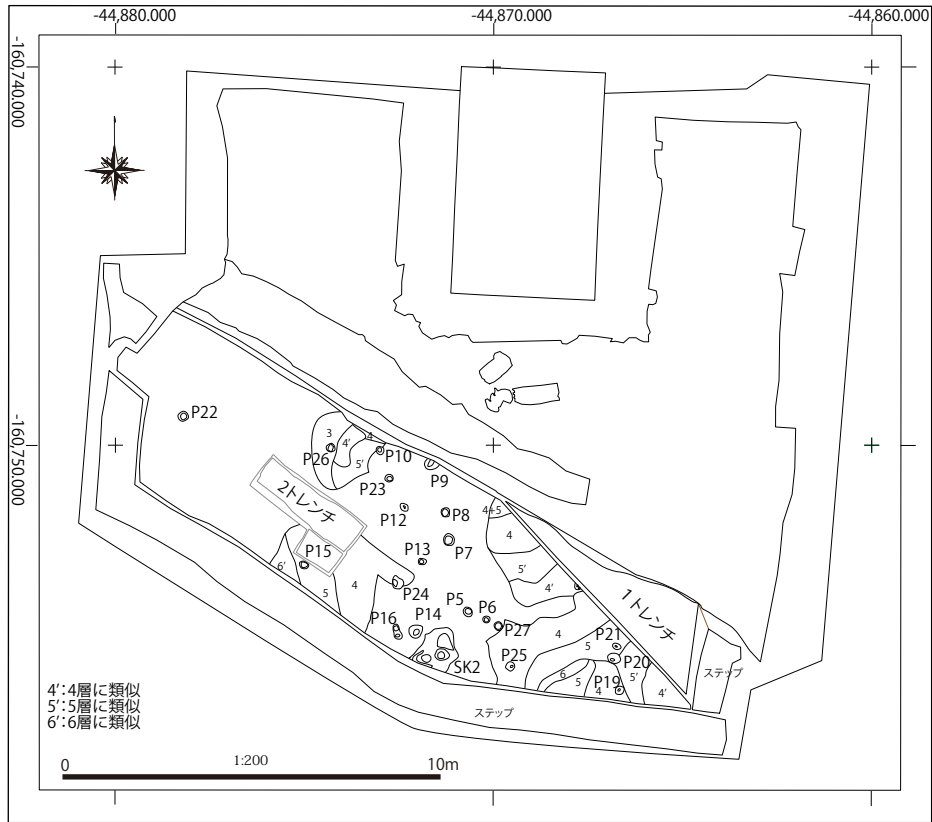 -44,880.000
-44,870.000
-44,860.000
-160,740.000
-160,750.000
P22
3
4'
4
5'
P26
P10
P9
P23
2トレンチ
P12
P8
P7
4+5
4
5'
4'
P15
6'
5
4
P13
P24
1トレンチ
P5
P6
P27
P16
P14
SK2
P25
4
5
P21
P20
P19
6
5
4
5'
4'
ステップ
ステップ
4':4層に類似
5':5層に類似
6':6層に類似
0
1:200
10m